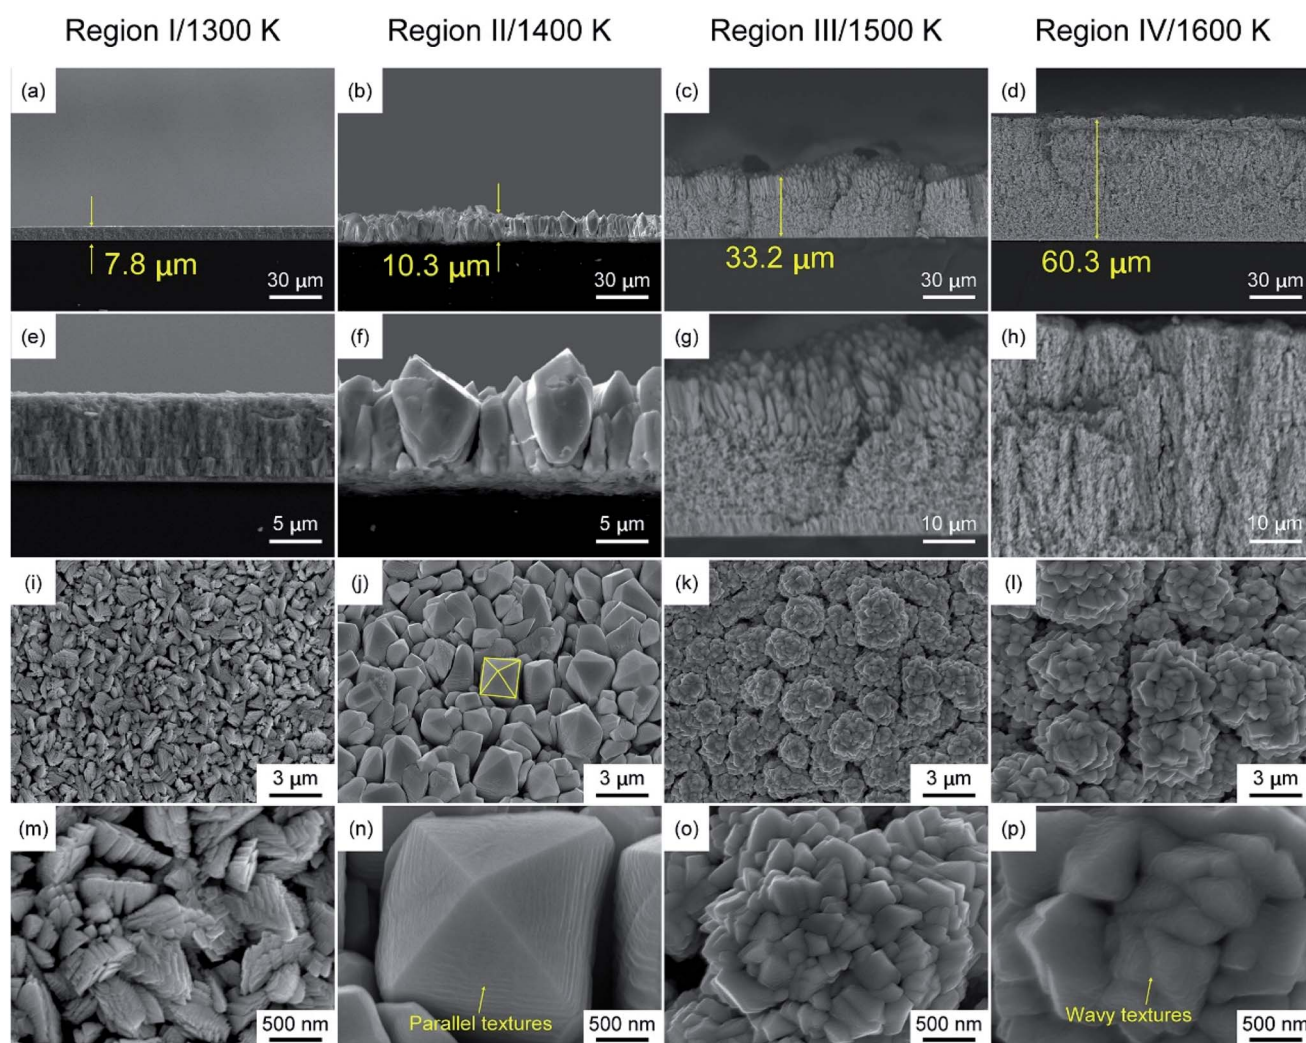 Region I/1300 K
Region II/1400 K
Region III/1500 K
Region IV/1600 K
(a)
7.8 μm
30 μm
(b)
10.3 μm
30 μm
(c)
33.2 μm
30 μm
(d)
60.3 μm
30 μm
(e)
5 μm
(f)
5 μm
(g)
10 μm
(h)
10 μm
(i)
3 μm
(j)
3 μm
(k)
3 μm
(l)
3 μm
(m)
500 nm
(n)
Parallel textures
500 nm
(o)
500 nm
(p)
Wavy textures
500 nm